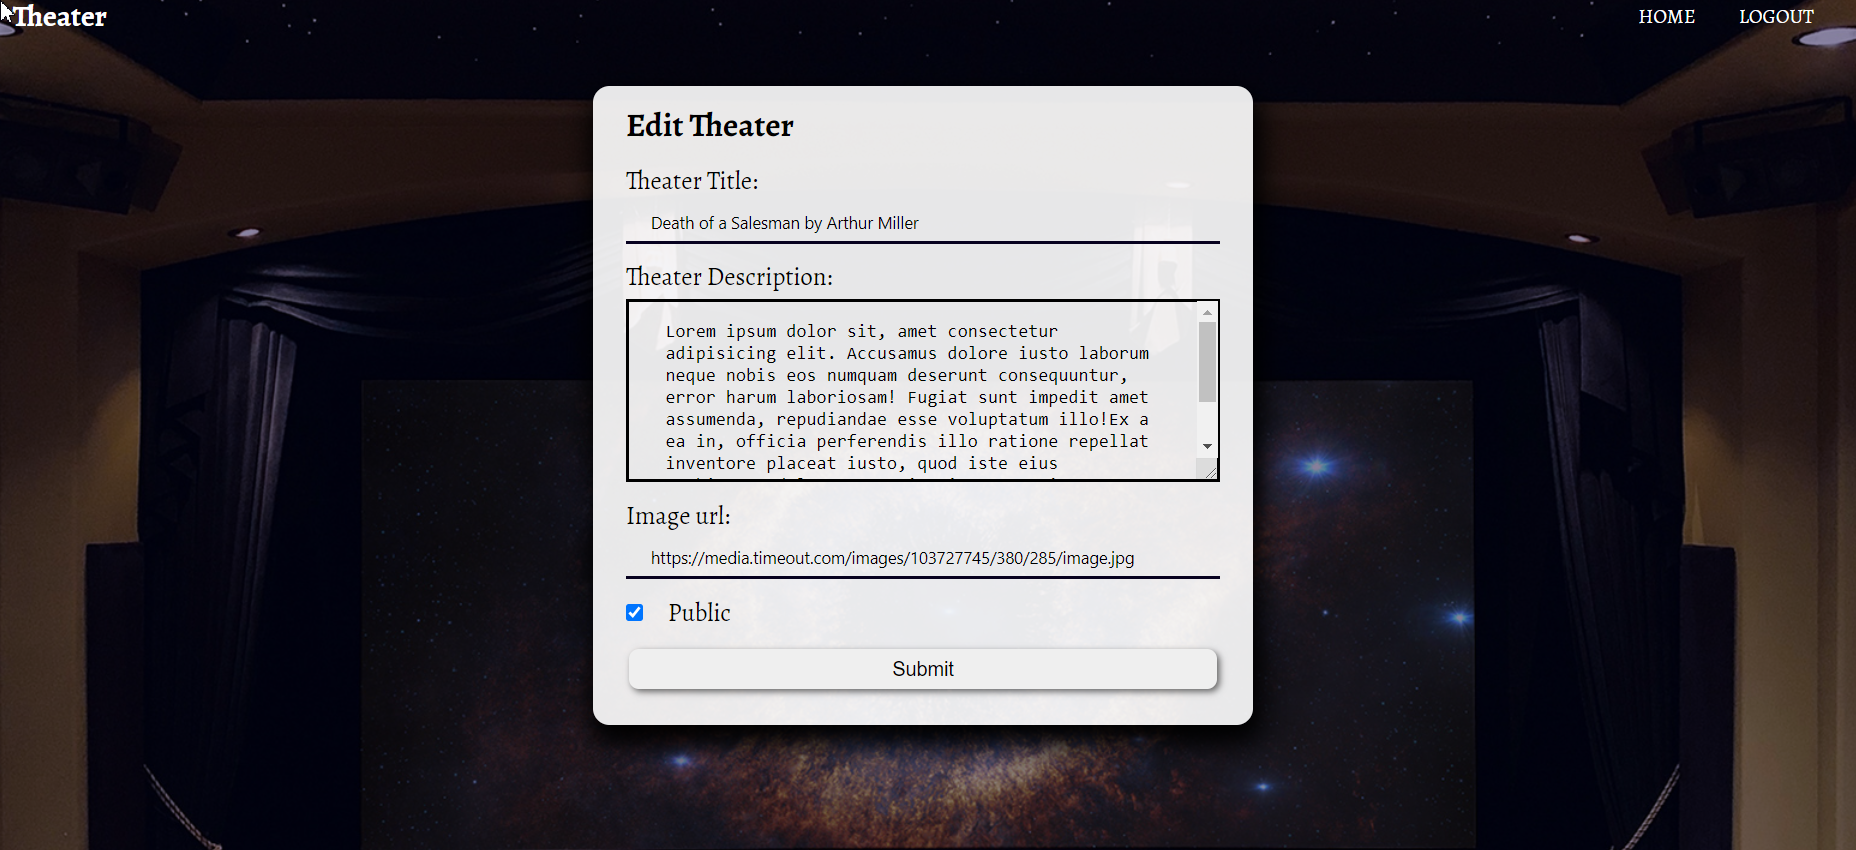 Theater
HOME LOGOUT
Edit Theater
Theater Title:
Death of a Salesman by Arthur Miller
Theater Description:
Lorem ipsum dolor sit, amet consectetur
adipisicing elit. Accusamus dolore iusto laborum
neque nobis eos numquam deserunt consequuntur,
error harum laboriosam! Fugiat sunt impedit amet
assumenda, repudiandae esse voluptatum illo!Ex a
ea in, officia perferendis illo ratione repellat
inventore placeat iusto, quod iste eius
Image url:
https://media.timeout.com/images/103727745/380/285/image.jpg
Public
Submit